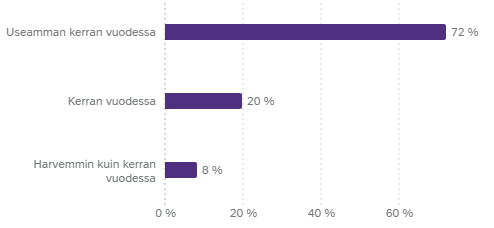 Useamman kerran vuodessa
72 %
Kerran vuodessa
20 %
Harvemmin kuin kerran
vuodessa
8 %
0 %
20 %
40 %
60 %